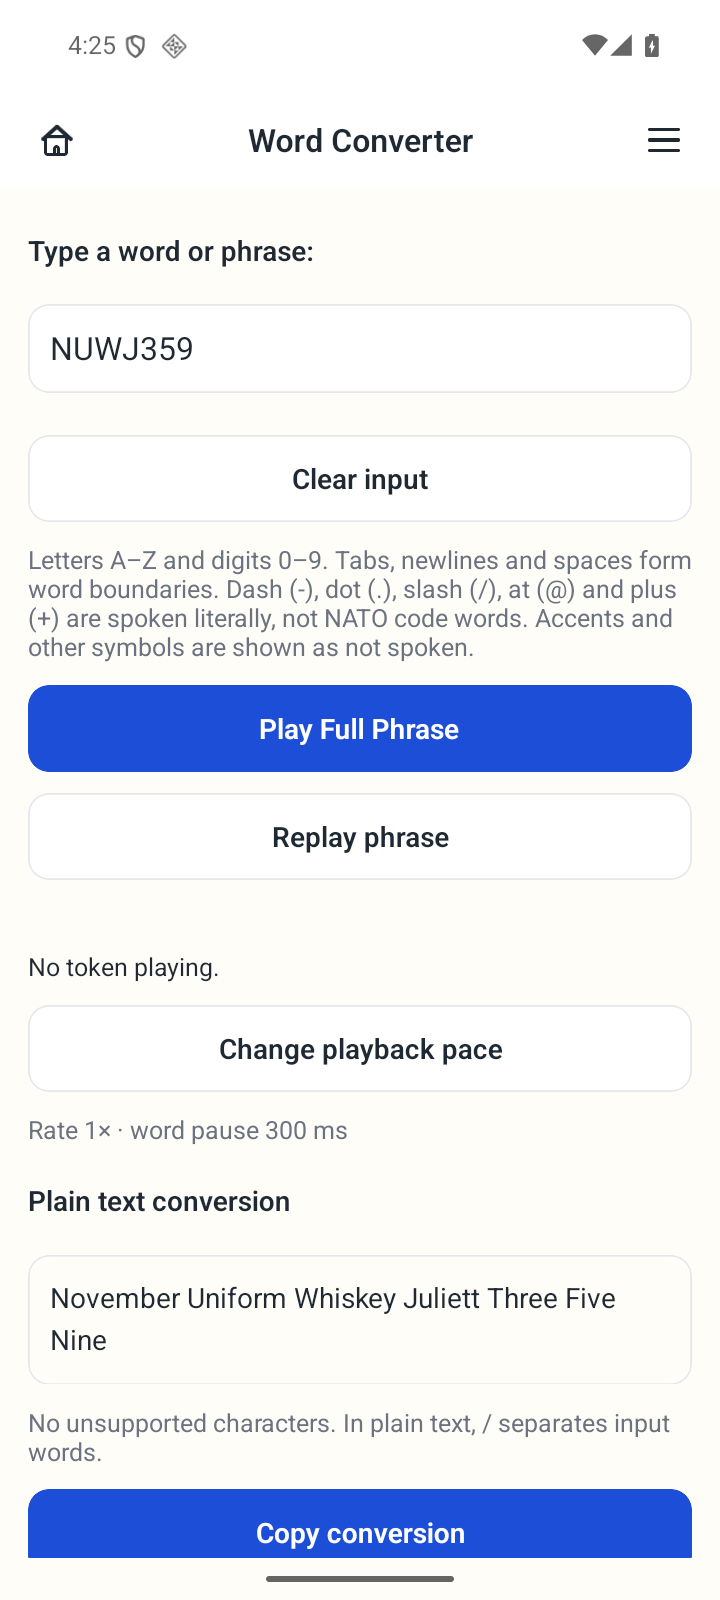 4:25
Word Converter
Type a word or phrase:
NUWJ359
Clear input
Letters A–Z and digits 0–9. Tabs, newlines and spaces form
word boundaries. Dash (-), dot (.), slash (/), at (@) and plus
(+) are spoken literally, not NATO code words. Accents and
other symbols are shown as not spoken.
Play Full Phrase
Replay phrase
No token playing.
Change playback pace
Rate 1× · word pause 300 ms
Plain text conversion
November Uniform Whiskey Juliett Three Five
Nine
No unsupported characters. In plain text, / separates input
words.
Copy conversion